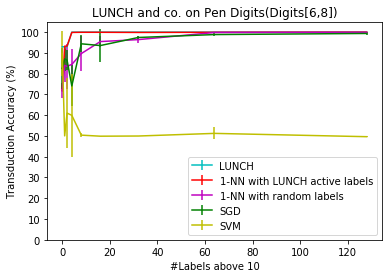 LUNCH and co. on Pen Digits(Digits[6,8])
100
90
80
70
60
50
40
30
20
10
0
Transduction Accuracy (%)
LUNCH
1-NN with LUNCH active labels
1-NN with random labels
SGD
SVM
0 20 40 60 80 100 120
#Labels above 10